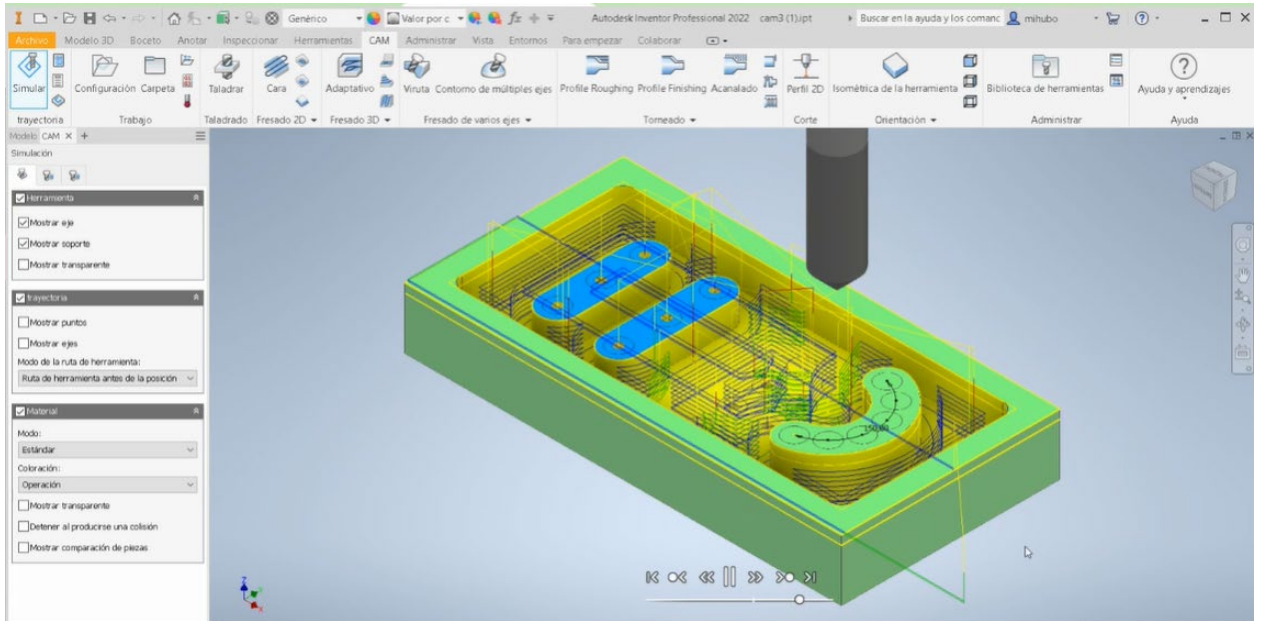 Genérico
Valor por c
Autodesk Inventor Professional 2022 cam3 (1).ipt
Buscar en la ayuda y los comanc
mihubo
Archivo Modelo 3D Boceto Anotar Inspeccionar Herramientas CAM Administrar Vista Entornos Para empezar Colaborar
Simular Configuración Carpeta Taladrar Cara Adaptativo Viruta Contorno de múltiples ejes Profile Roughing Profile Finishing Acanalado Perfil 2D Isométrica de la herramienta Biblioteca de herramientas Ayuda y aprendizajes
trayectoria Trabajo Taladrado Fresado 2D Fresado 3D Fresado de varios ejes Torneado Corte Orientación Administrar Ayuda
Modelo CAM × +
Simulación
Herramienta
Mostrar eje
Mostrar soporte
Mostrar transparente
trayectoria
Mostrar puntos
Mostrar ejes
Modo de la ruta de herramienta:
Ruta de herramienta antes de la posición
Material
Modo:
Estándar
Coloración:
Operación
Mostrar transparente
Detener al producirse una colisión
Mostrar comparación de piezas
Z
X